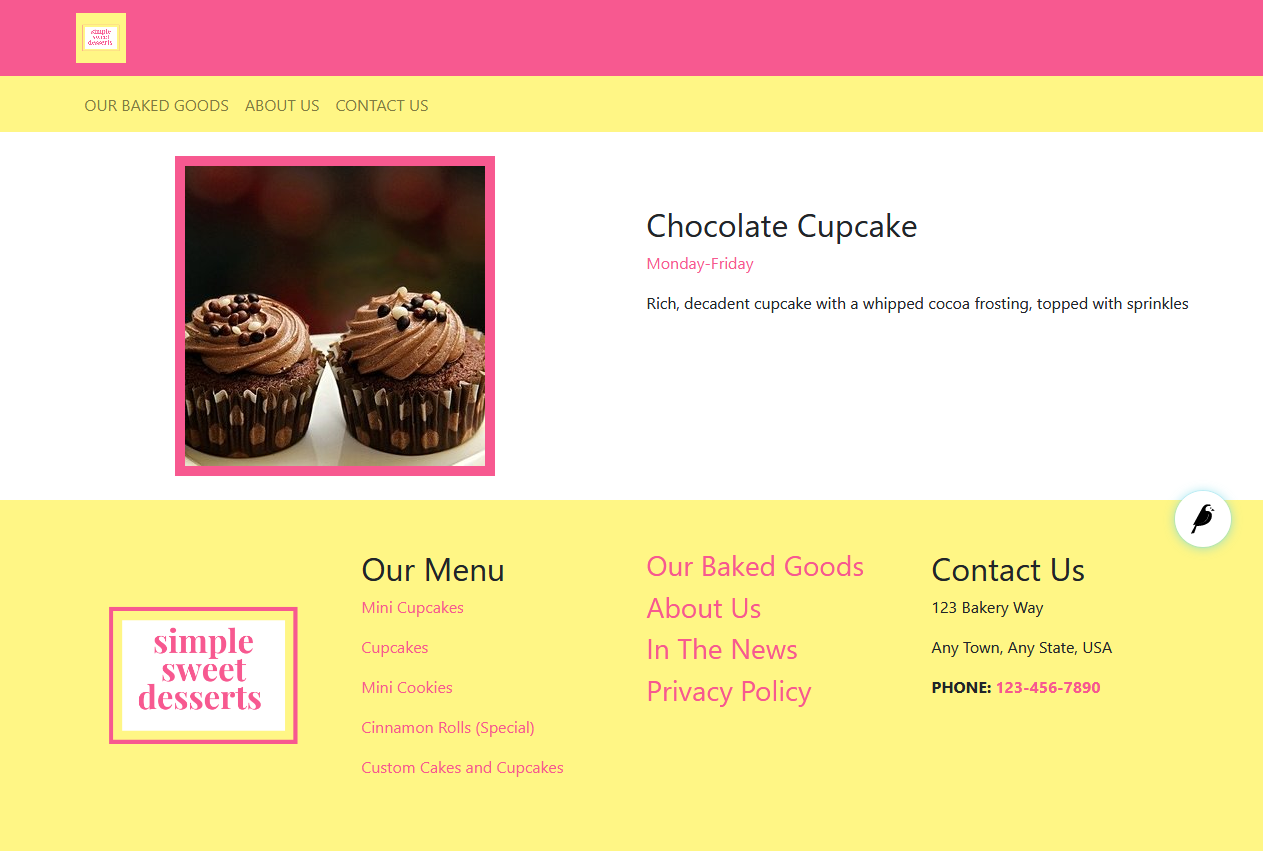 simple
sweet
desserts
OUR BAKED GOODS ABOUT US CONTACT US
Chocolate Cupcake
Monday-Friday
Rich, decadent cupcake with a whipped cocoa frosting, topped with sprinkles
simple
sweet
desserts
Our Menu
Mini Cupcakes
Cupcakes
Mini Cookies
Cinnamon Rolls (Special)
Custom Cakes and Cupcakes
Our Baked Goods
About Us
In The News
Privacy Policy
Contact Us
123 Bakery Way
Any Town, Any State, USA
PHONE: 123-456-7890